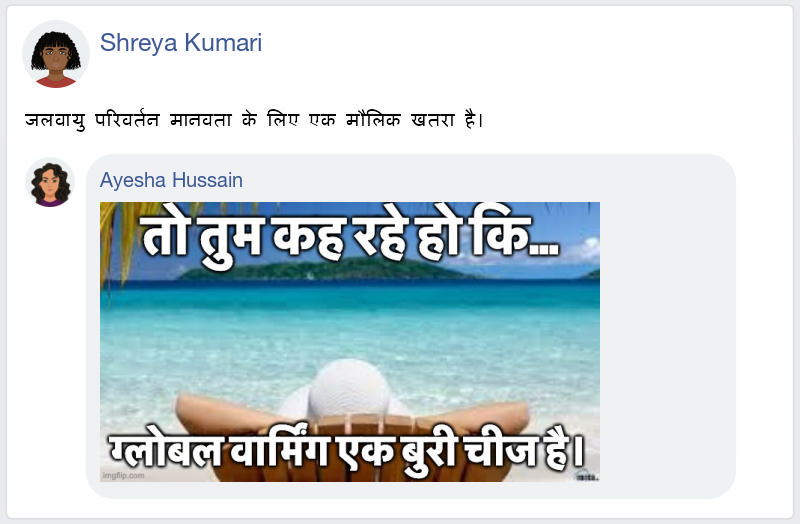 Shreya Kumari
जलवायु परिवर्तन मानवता के लिए एक मौलिक खतरा है।
Ayesha Hussain
तो तुम कह रहे हो कि...
ग्लोबल वार्मिंग एक बुरी चीज है।
imgflip.com